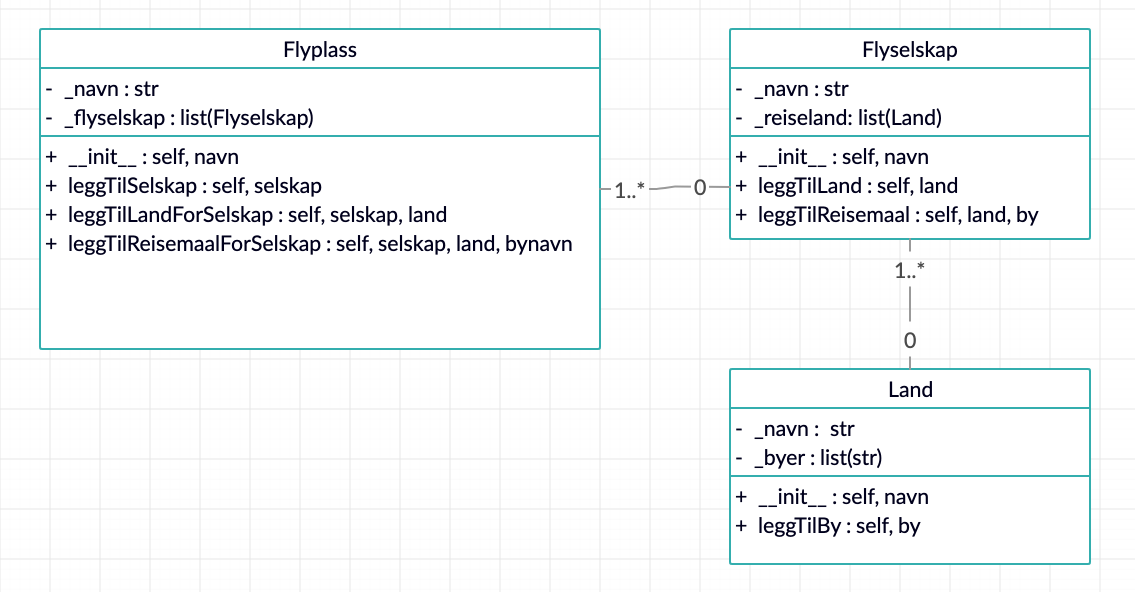 Flyplass
- _navn : str
- _flyselskap : list(Flyselskap)
+ __init__ : self, navn
+ leggTilSelskap : self, selskap
+ leggTilLandForSelskap : self, selskap, land
+ leggTilReisemaalForSelskap : self, selskap, land, bynavn
1..*
0
Flyselskap
- _navn : str
- _reiseland: list(Land)
+ __init__ : self, navn
+ leggTilLand : self, land
+ leggTilReisemaal : self, land, by
1..*
0
Land
- _navn :  str
- _byer : list(str)
+ __init__ : self, navn
+ leggTilBy : self, by